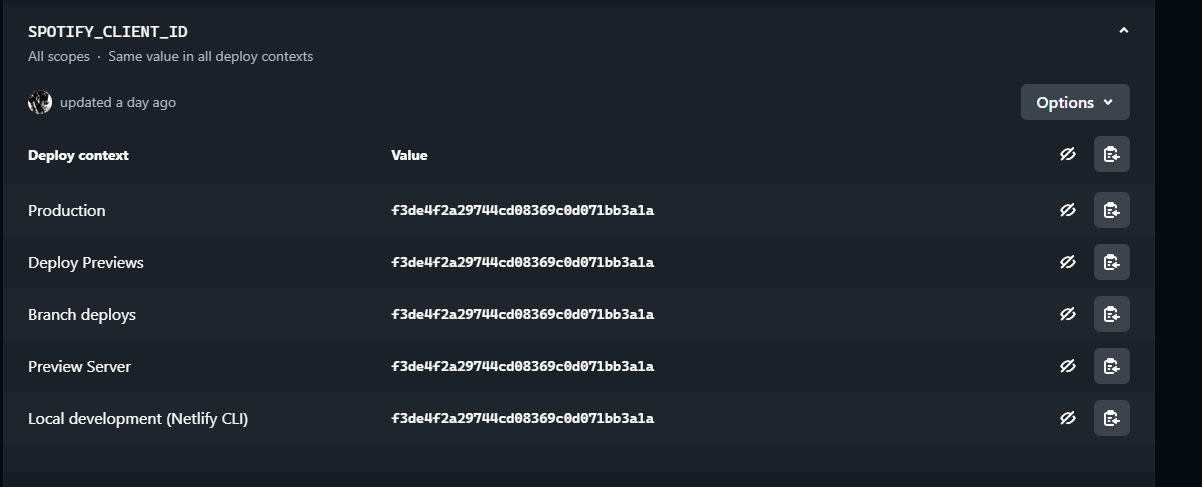 SPOTIFY_CLIENT_ID
All scopes · Same value in all deploy contexts
updated a day ago
Options
Deploy context Value
Production f3de4f2a29744cd08369c0d071bb3a1a
Deploy Previews f3de4f2a29744cd08369c0d071bb3a1a
Branch deploys f3de4f2a29744cd08369c0d071bb3a1a
Preview Server f3de4f2a29744cd08369c0d071bb3a1a
Local development (Netlify CLI) f3de4f2a29744cd08369c0d071bb3a1a